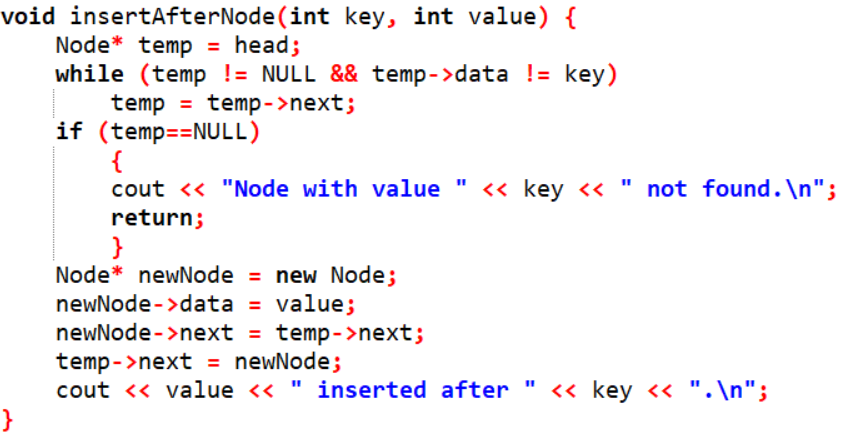 void insertAfterNode(int key, int value) {
    Node* temp = head;
    while (temp != NULL && temp->data != key)
        temp = temp->next;
    if (temp==NULL)
        {
        cout << "Node with value " << key << " not found.\n";
        return;
        }
    Node* newNode = new Node;
    newNode->data = value;
    newNode->next = temp->next;
    temp->next = newNode;
    cout << value << " inserted after " << key << ".\n";
}